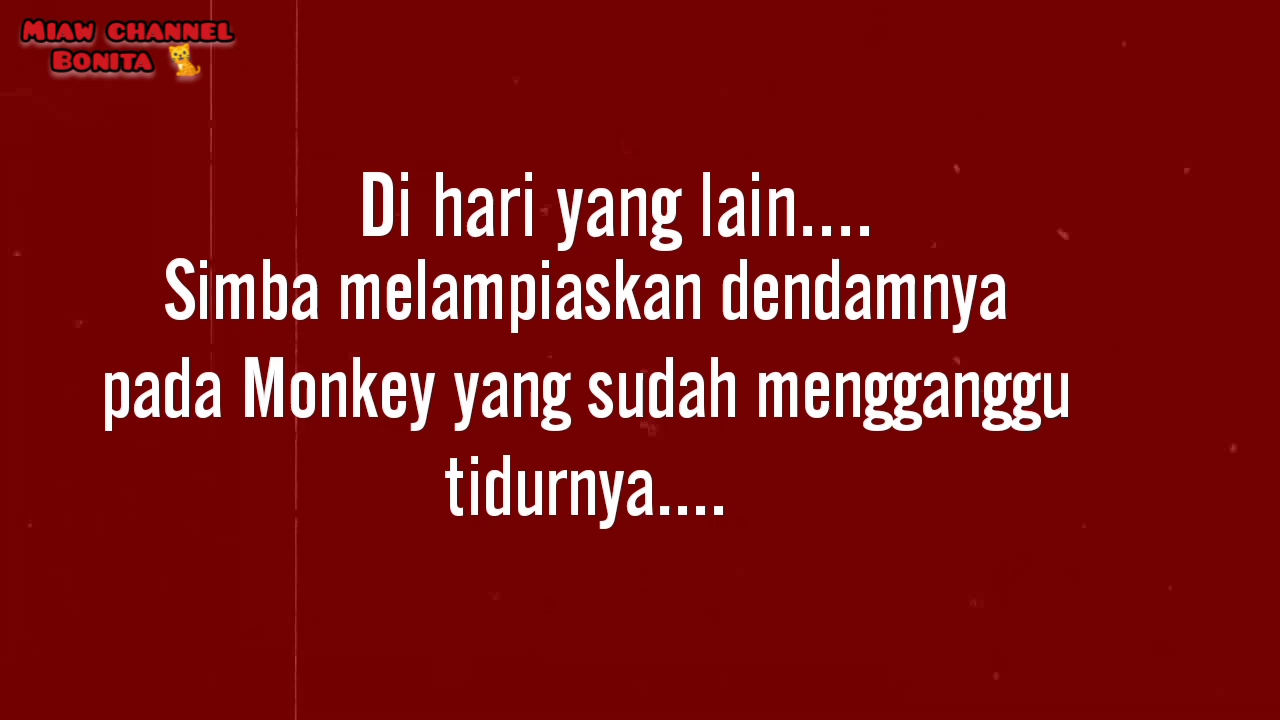 Miaw channel
Bonita
Di hari yang lain....
Simba melampiaskan dendamnya
pada Monkey yang sudah mengganggu
tidurnya....